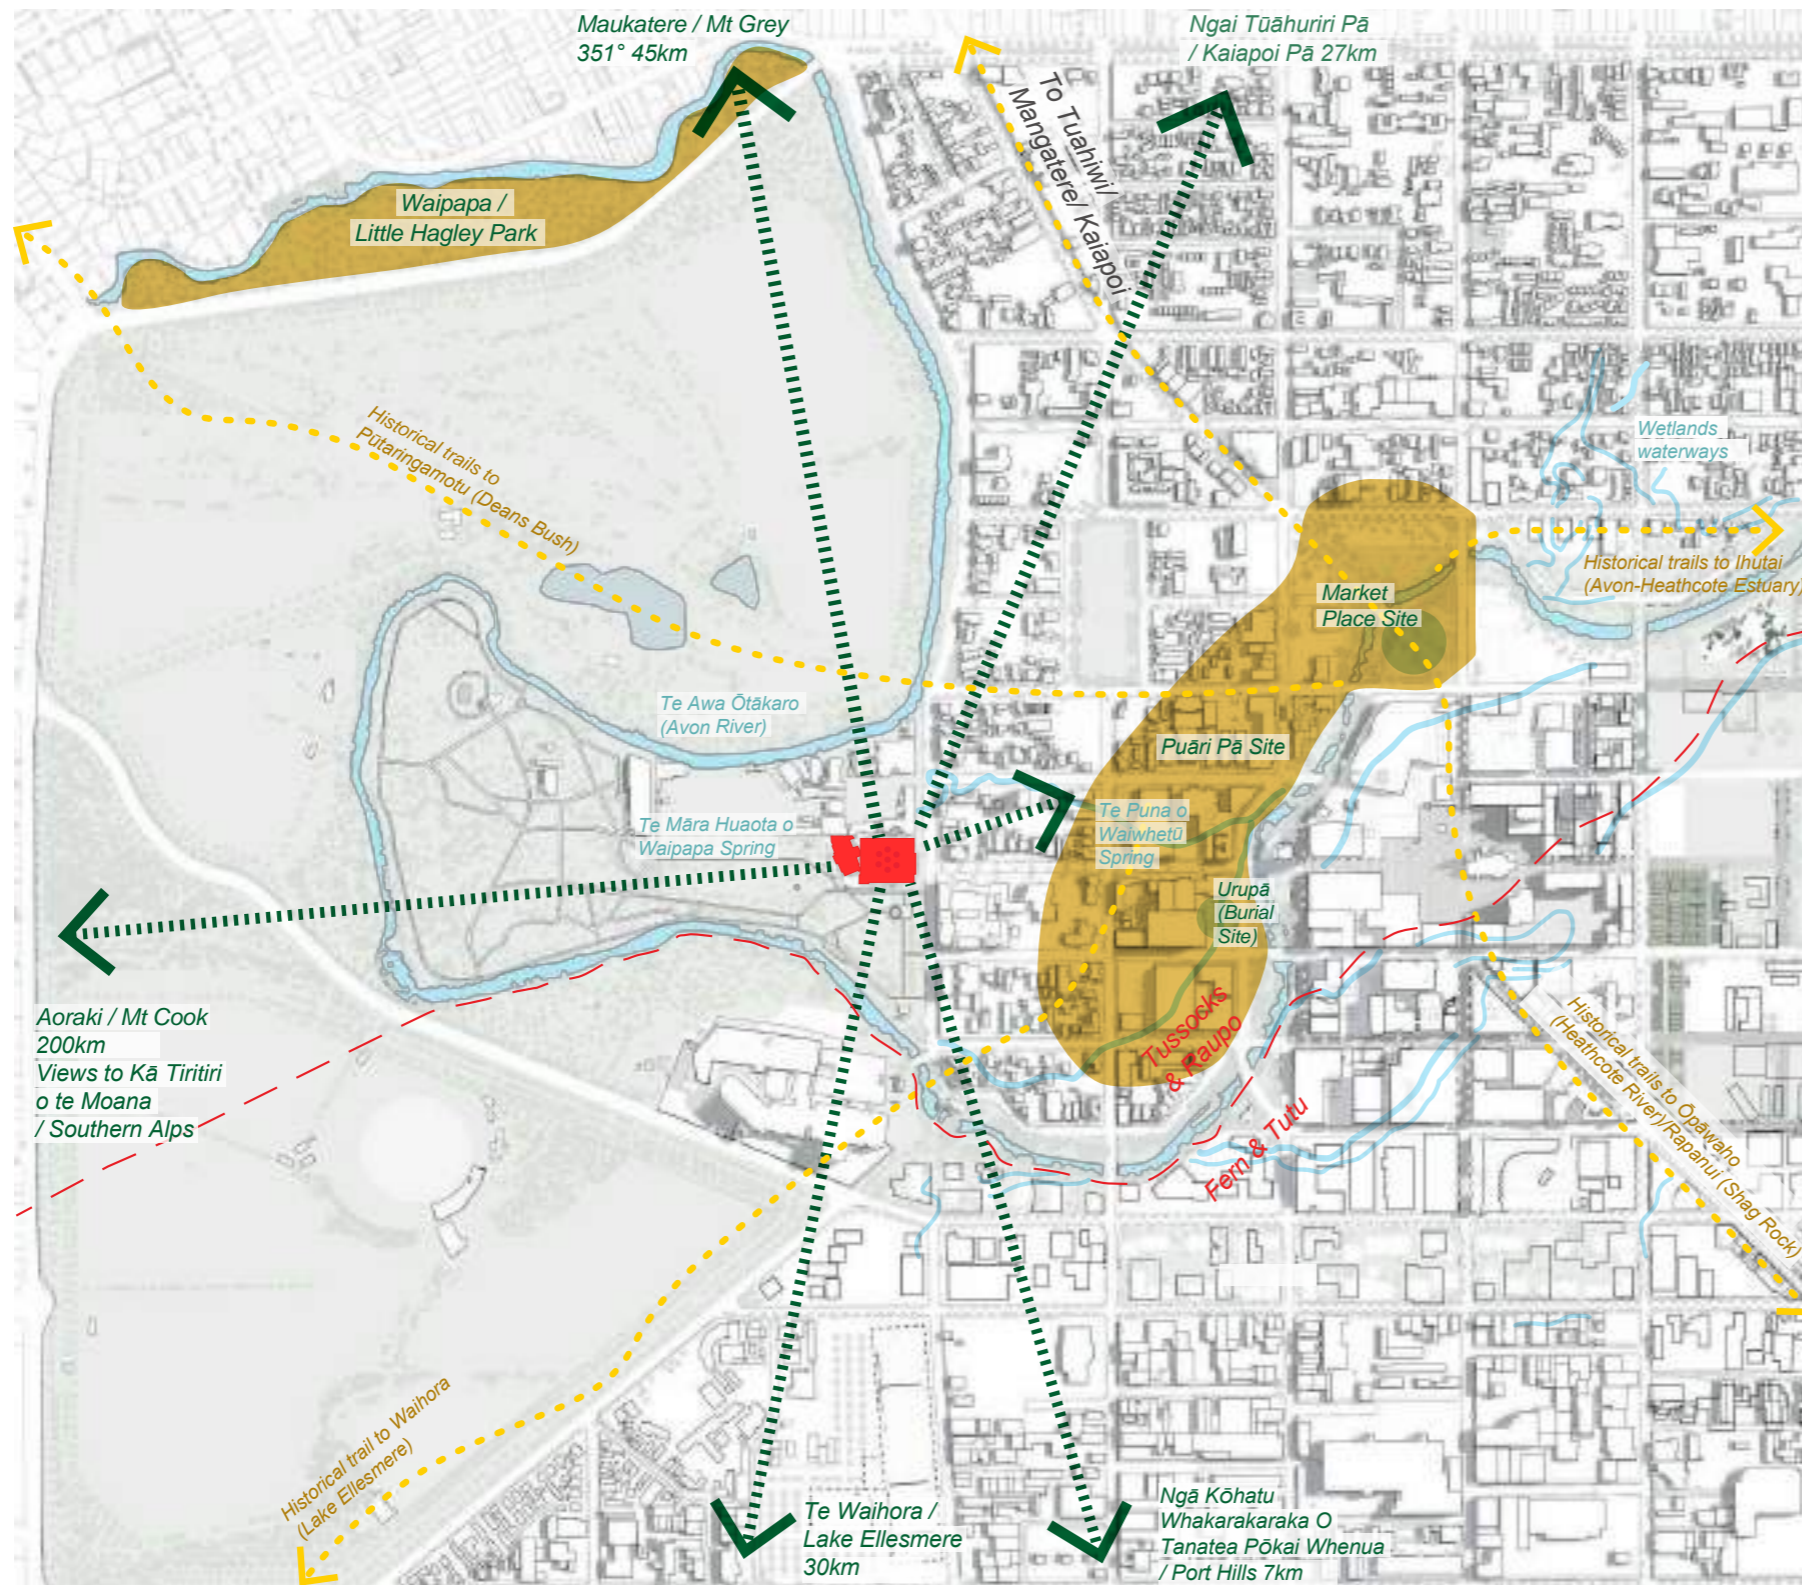 Maukatere / Mt Grey
351° 45km
Ngai Tūāhuriri Pā
/ Kaiapoi Pā 27km
To Tuahiwi/
Mangatere/ Kaiapoi
Waipapa /
Little Hagley Park
Historical trails to
Pūtaringamotu (Deans Bush)
Wetlands
waterways
Historical trails to Ihutai
(Avon-Heathcote Estuary)
Market
Place Site
Te Awa Ōtākaro
(Avon River)
Puāri Pā Site
Te Māra Huaota o
Waipapa Spring
Te Puna o
Waiwhetū
Spring
Urupā
(Burial
Site)
Aoraki / Mt Cook
200km
Views to Kā Tiritiri
o te Moana
/ Southern Alps
Tussocks
& Raupo
Fern & Tutu
Historical trails to Ōpāwaho
(Heathcote River)/Rapanui (Shag Rock)
Historical trail to Waihora
(Lake Ellesmere)
Te Waihora /
Lake Ellesmere
30km
Ngā Kōhatu
Whakarakaraka O
Tanatea Pōkai Whenua
/ Port Hills 7km